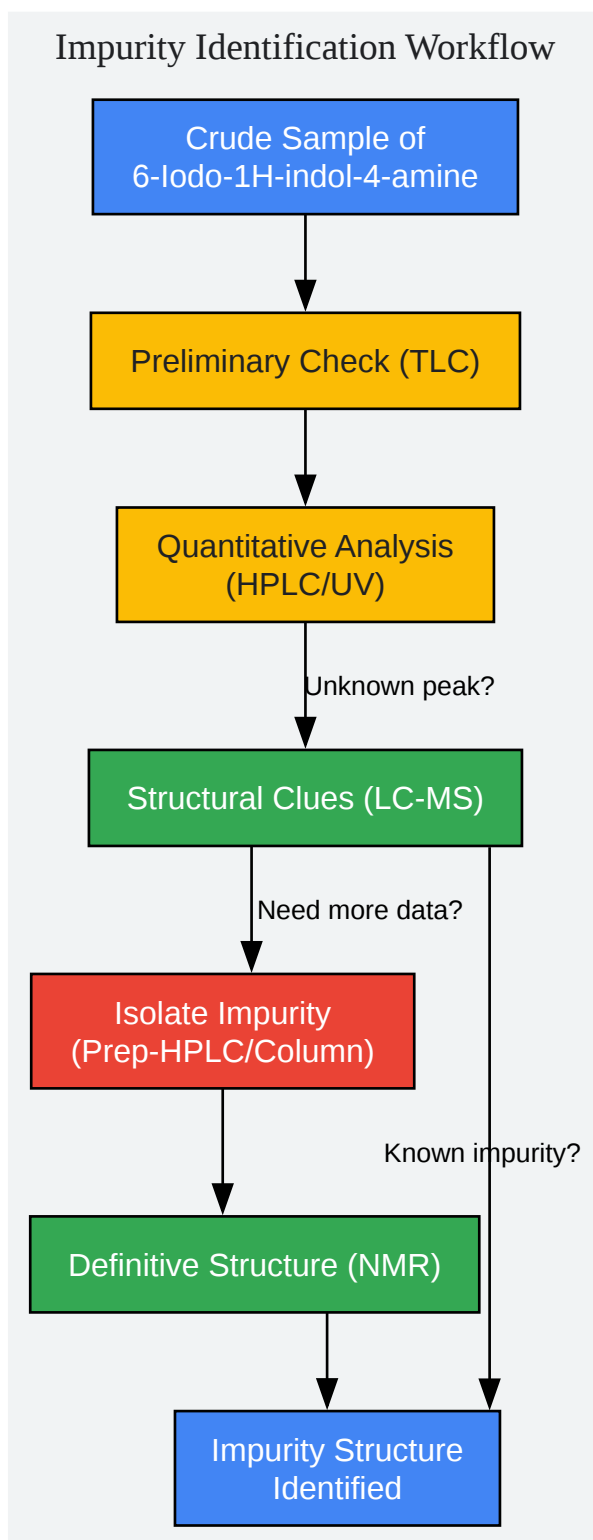 Impurity Identification Workflow
Crude Sample of
6-Iodo-1H-indol-4-amine
Preliminary Check (TLC)
Quantitative Analysis
(HPLC/UV)
Unknown peak?
Structural Clues (LC-MS)
Need more data?
Isolate Impurity
(Prep-HPLC/Column)
Known impurity?
Definitive Structure (NMR)
Impurity Structure
Identified